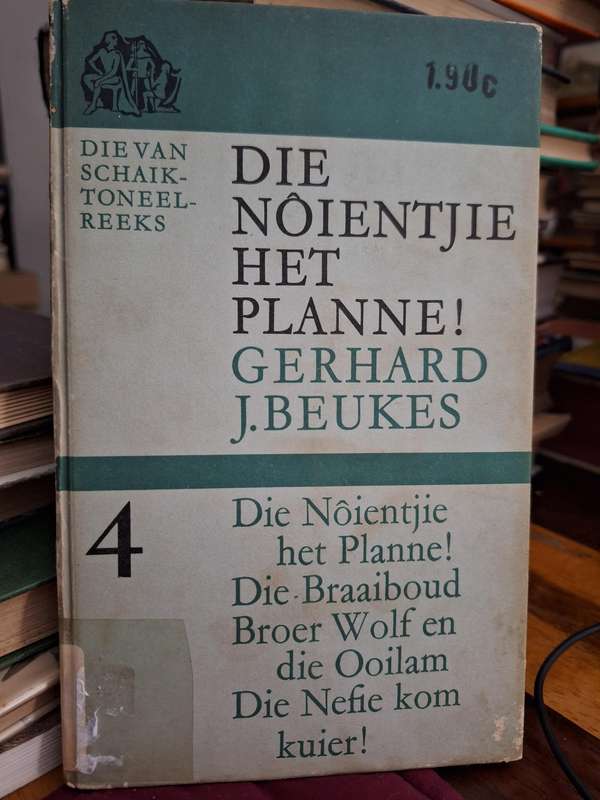 1.90c
DIE VAN
SCHAIK-
TONEEL-
REEKS
DIE
NÔIENTJIE
HET
PLANNE!
GERHARD
J. BEUKES
4
Die Nôientjie
het Planne!
Die Braaiboud
Broer Wolf en
die Ooilam
Die Nefie kom
kuier!